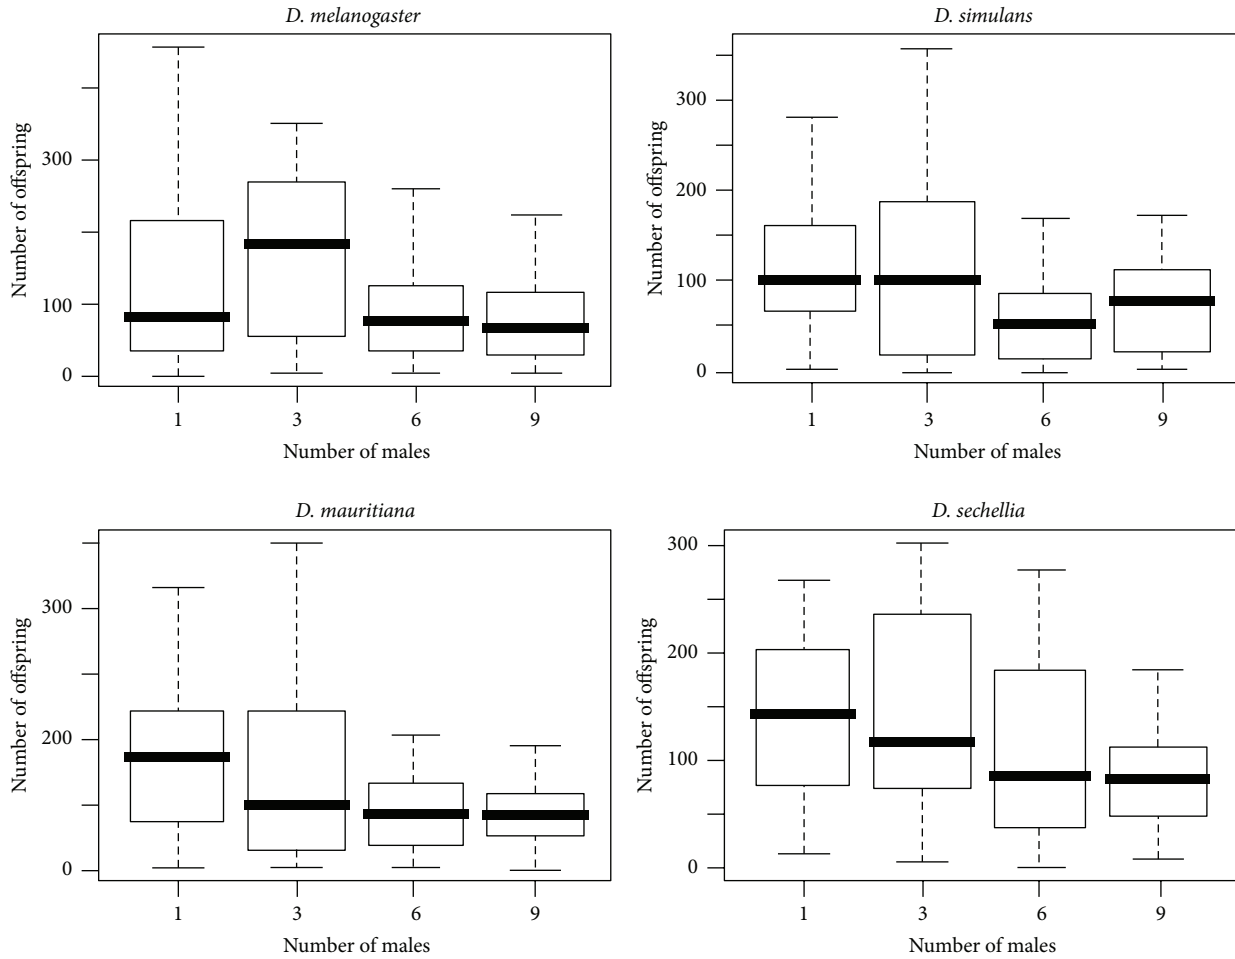 D. melanogaster
Number of offspring
300
100
0
1 3 6 9
Number of males
D. simulans
Number of offspring
300
200
100
0
1 3 6 9
Number of males
D. mauritiana
Number of offspring
300
200
0
1 3 6 9
Number of males
D. sechellia
Number of offspring
300
200
100
0
1 3 6 9
Number of males